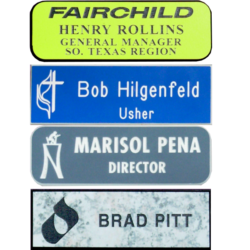 FAIRCHILD
HENRY ROLLINS
GENERAL MANAGER
SO. TEXAS REGION
Bob Hilgenfeld
Usher
MARISOL PENA
DIRECTOR
BRAD PITT